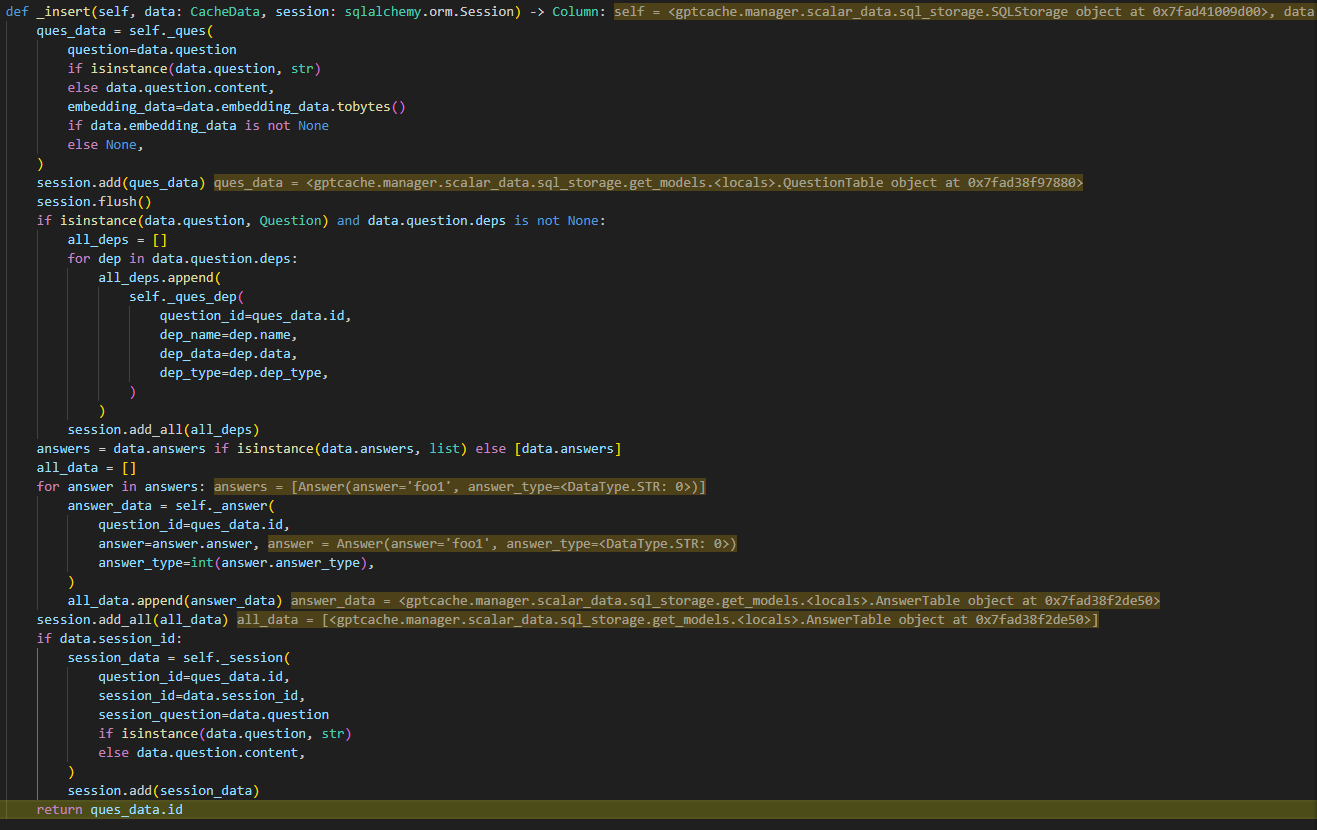 def _insert(self, data: CacheData, session: sqlalchemy.orm.Session) -> Column: self = <gptcache.manager.scalar_data.sql_storage.SQLStorage object at 0x7fad41009d00>, data
    ques_data = self._ques(
        question=data.question
        if isinstance(data.question, str)
        else data.question.content,
        embedding_data=data.embedding_data.tobytes()
        if data.embedding_data is not None
        else None,
    )
    session.add(ques_data) ques_data = <gptcache.manager.scalar_data.sql_storage.get_models.<locals>.QuestionTable object at 0x7fad38f97880>
    session.flush()
    if isinstance(data.question, Question) and data.question.deps is not None:
        all_deps = []
        for dep in data.question.deps:
            all_deps.append(
                self._ques_dep(
                    question_id=ques_data.id,
                    dep_name=dep.name,
                    dep_data=dep.data,
                    dep_type=dep.dep_type,
                )
            )
        session.add_all(all_deps)
    answers = data.answers if isinstance(data.answers, list) else [data.answers]
    all_data = []
    for answer in answers: answers = [Answer(answer='foo1', answer_type=<DataType.STR: 0>)]
        answer_data = self._answer(
            question_id=ques_data.id,
            answer=answer.answer, answer = Answer(answer='foo1', answer_type=<DataType.STR: 0>)
            answer_type=int(answer.answer_type),
        )
        all_data.append(answer_data) answer_data = <gptcache.manager.scalar_data.sql_storage.get_models.<locals>.AnswerTable object at 0x7fad38f2de50>
    session.add_all(all_data) all_data = [<gptcache.manager.scalar_data.sql_storage.get_models.<locals>.AnswerTable object at 0x7fad38f2de50>]
    if data.session_id:
        session_data = self._session(
            question_id=ques_data.id,
            session_id=data.session_id,
            session_question=data.question
            if isinstance(data.question, str)
            else data.question.content,
        )
        session.add(session_data)
    return ques_data.id